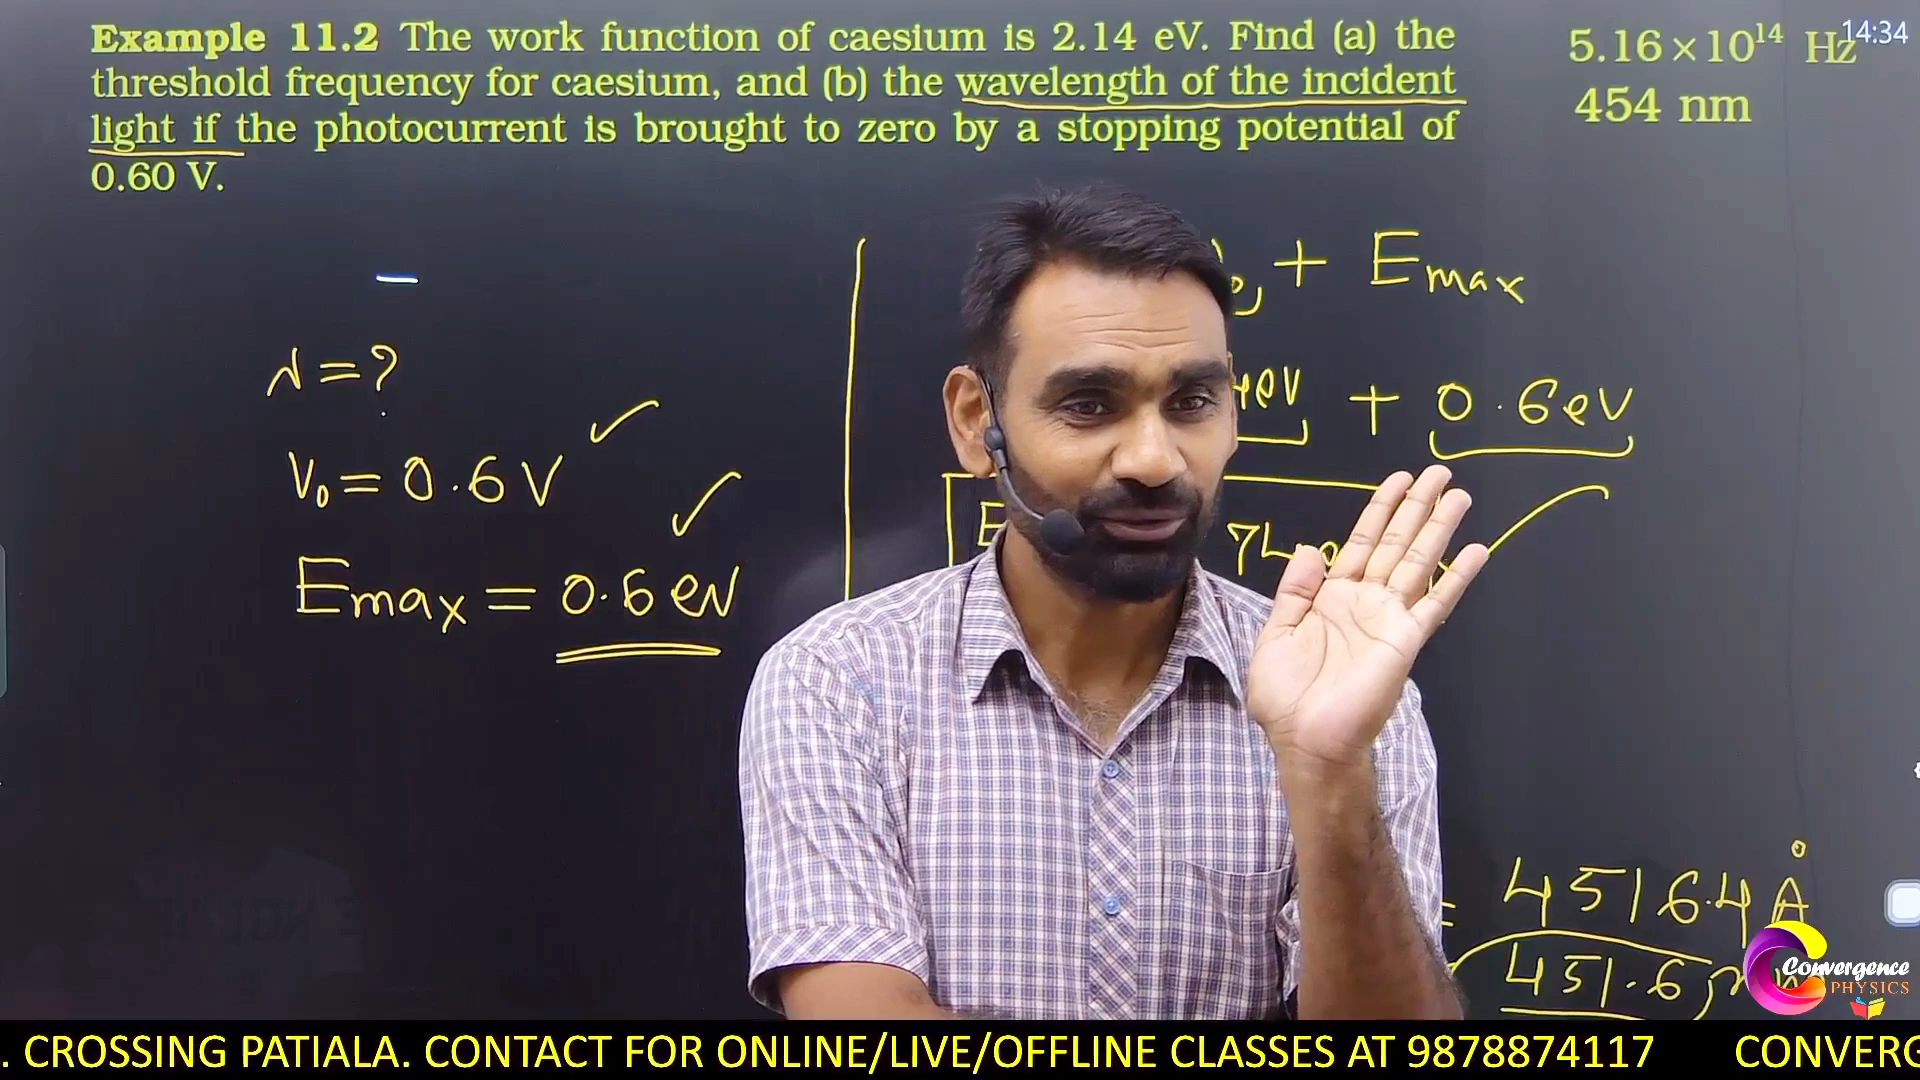 Example 11.2 The work function of caesium is 2.14 eV. Find (a) the
threshold frequency for caesium, and (b) the wavelength of the incident
light if the photocurrent is brought to zero by a stopping potential of
0.60 V.
5.16×10¹⁴ Hz
14:34
454 nm
λ = ?
V₀ = 0.6 V
Emax = 0.6 eV
+ Emax
eV + 0.6 eV
E
= 4516.4 Å
451.6
Convergence
PHYSICS
. CROSSING PATIALA. CONTACT FOR ONLINE/LIVE/OFFLINE CLASSES AT 9878874117 CONVERG